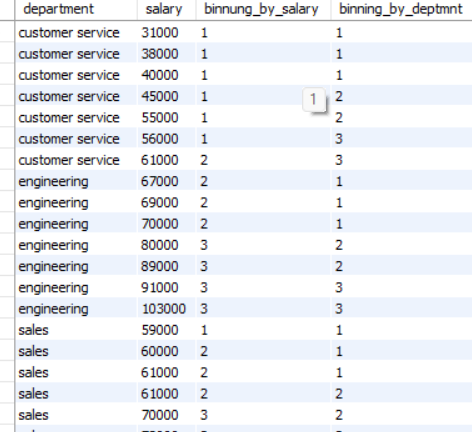 department salary binnung_by_salary binning_by_deptmnt
customer service 31000 1 1
customer service 38000 1 1
customer service 40000 1 1
customer service 45000 1 1 2
customer service 55000 1 2
customer service 56000 1 3
customer service 61000 2 3
engineering 67000 2 1
engineering 69000 2 1
engineering 70000 2 1
engineering 80000 3 2
engineering 89000 3 2
engineering 91000 3 3
engineering 103000 3 3
sales 59000 1 1
sales 60000 2 1
sales 61000 2 1
sales 61000 2 2
sales 70000 3 2